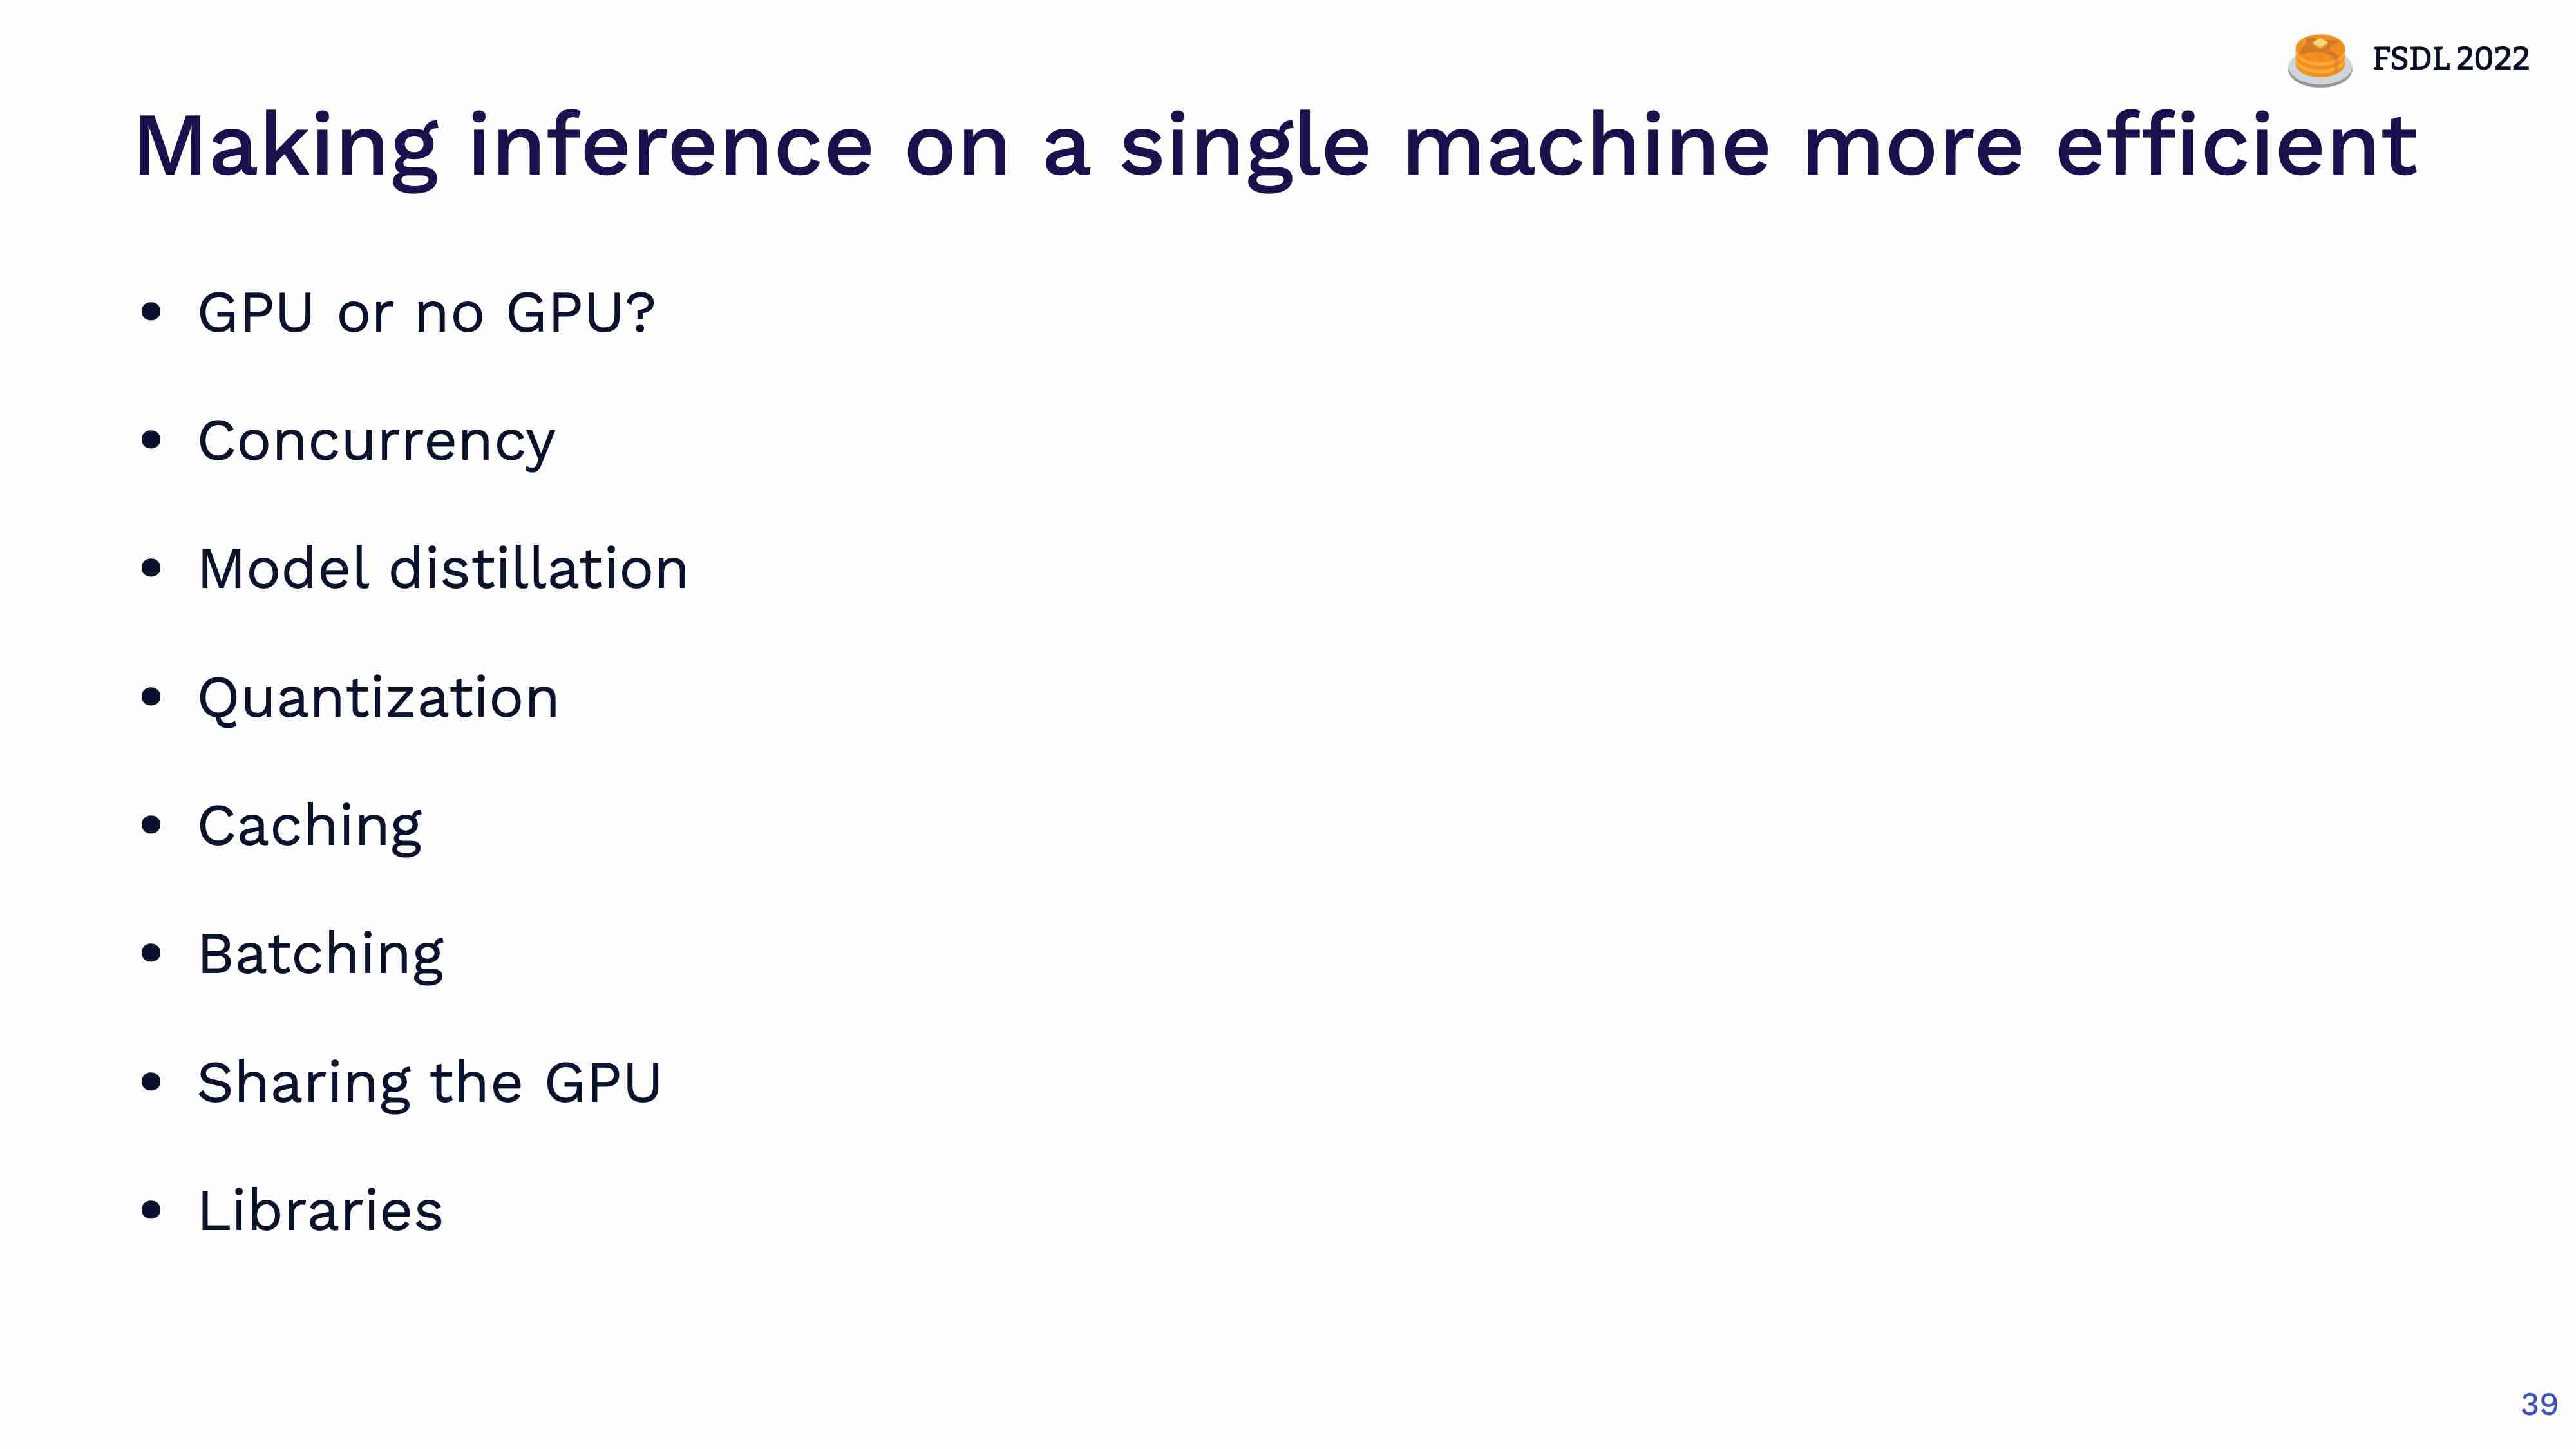 FSDL 2022
Making inference on a single machine more efficient
• GPU or no GPU?
• Concurrency
• Model distillation
• Quantization
• Caching
• Batching
• Sharing the GPU
• Libraries
39